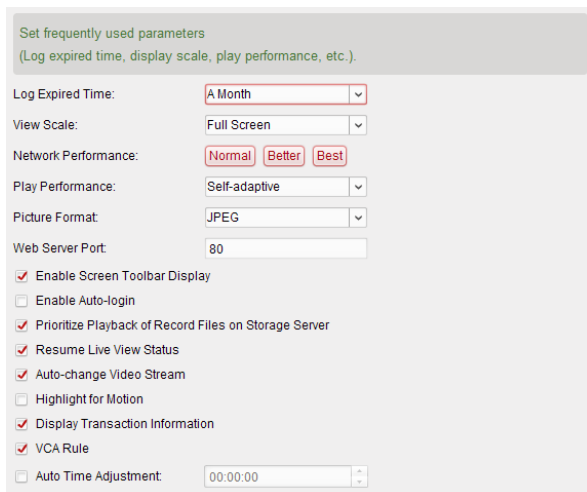 Set frequently used parameters
(Log expired time, display scale, play performance, etc.).
Log Expired Time: A Month
View Scale: Full Screen
Network Performance: Normal Better Best
Play Performance: Self-adaptive
Picture Format: JPEG
Web Server Port: 80
Enable Screen Toolbar Display
Enable Auto-login
Prioritize Playback of Record Files on Storage Server
Resume Live View Status
Auto-change Video Stream
Highlight for Motion
Display Transaction Information
VCA Rule
Auto Time Adjustment: 00:00:00